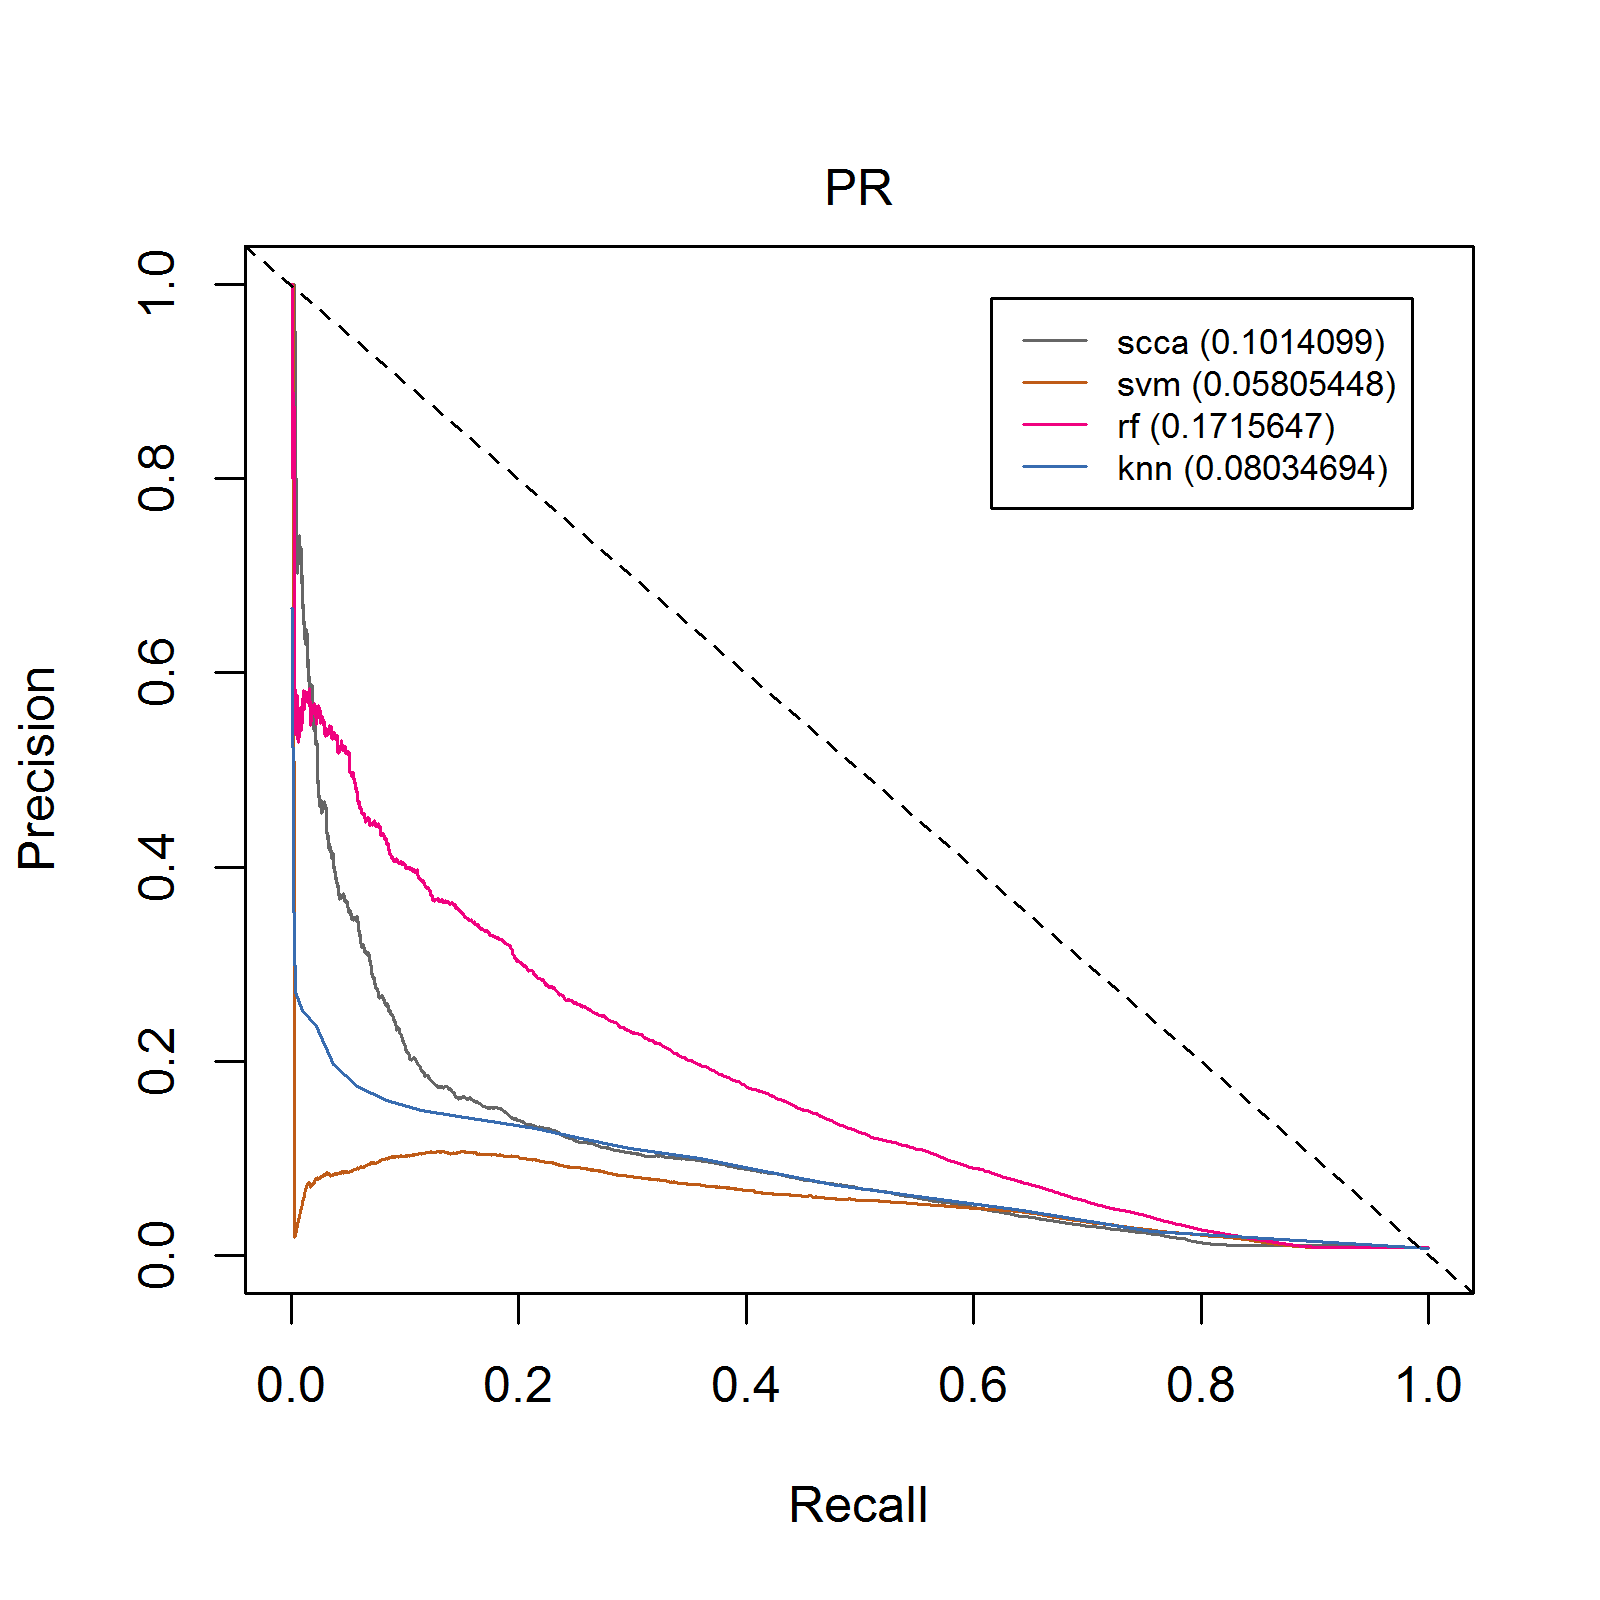 PR
Precision
1.0
0.8
0.6
0.4
0.2
0.0
scca (0.1014099)
svm (0.05805448)
rf (0.1715647)
knn (0.08034694)
0.0 0.2 0.4 0.6 0.8 1.0
Recall